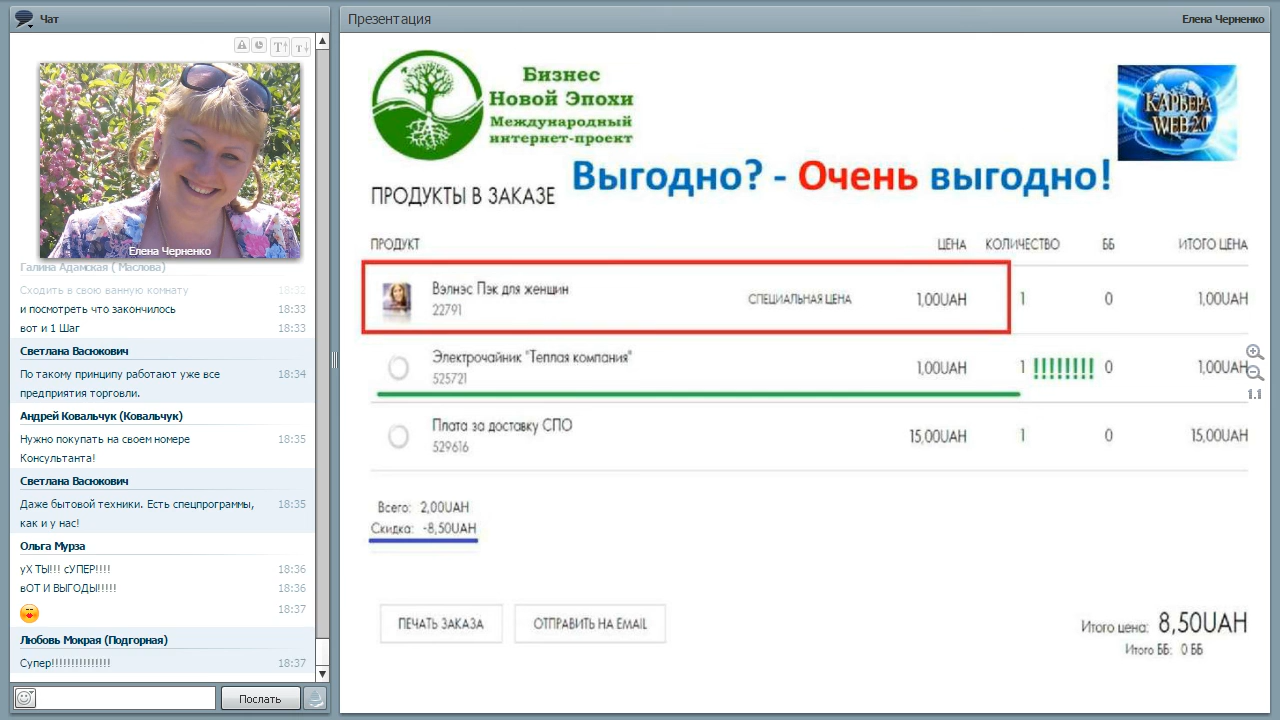 Чат
Елена Черненко
Галина Адамская ( Маслова)
Сходить в свою ванную комнату 18:32
и посмотреть что закончилось 18:33
вот и 1 Шаг 18:33
Светлана Васюкович
По такому принципу работают уже все 18:34
предприятия торговли.
Андрей Ковальчук (Ковальчук)
Нужно покупать на своем номере 18:35
Консультанта!
Светлана Васюкович
Даже бытовой техники. Есть спецпрограммы, 18:35
как и у нас!
Ольга Мурза
уХ ТЫ!!! сУПЕР!!!! 18:36
вОТ И ВЫГОДЫ!!!!! 18:36
18:37
Любовь Мокрая (Подгорная)
Супер!!!!!!!!!!!!!!! 18:37
Послать
Презентация
Елена Черненко
Бизнес
Новой Эпохи
Международный
интернет-проект
КАРЬЕРА
WEB 2.0
Выгодно? - Очень выгодно!
ПРОДУКТЫ В ЗАКАЗЕ
ПРОДУКТ ЦЕНА КОЛИЧЕСТВО ББ ИТОГО ЦЕНА
Вэлнэс Пэк для женщин СПЕЦИАЛЬНАЯ ЦЕНА 1,00UAH 1 0 1,00UAH
22791
Электрочайник "Теплая компания" 1,00UAH 1 !!!!!!!! 0 1,00UAH
525721
1.1
Плата за доставку СПО 15,00UAH 1 0 15,00UAH
529616
Всего: 2,00UAH
Скидка: -8,50UAH
ПЕЧАТЬ ЗАКАЗА ОТПРАВИТЬ НА EMAIL
Итого цена: 8,50UAH
Итого ББ: 0 ББ